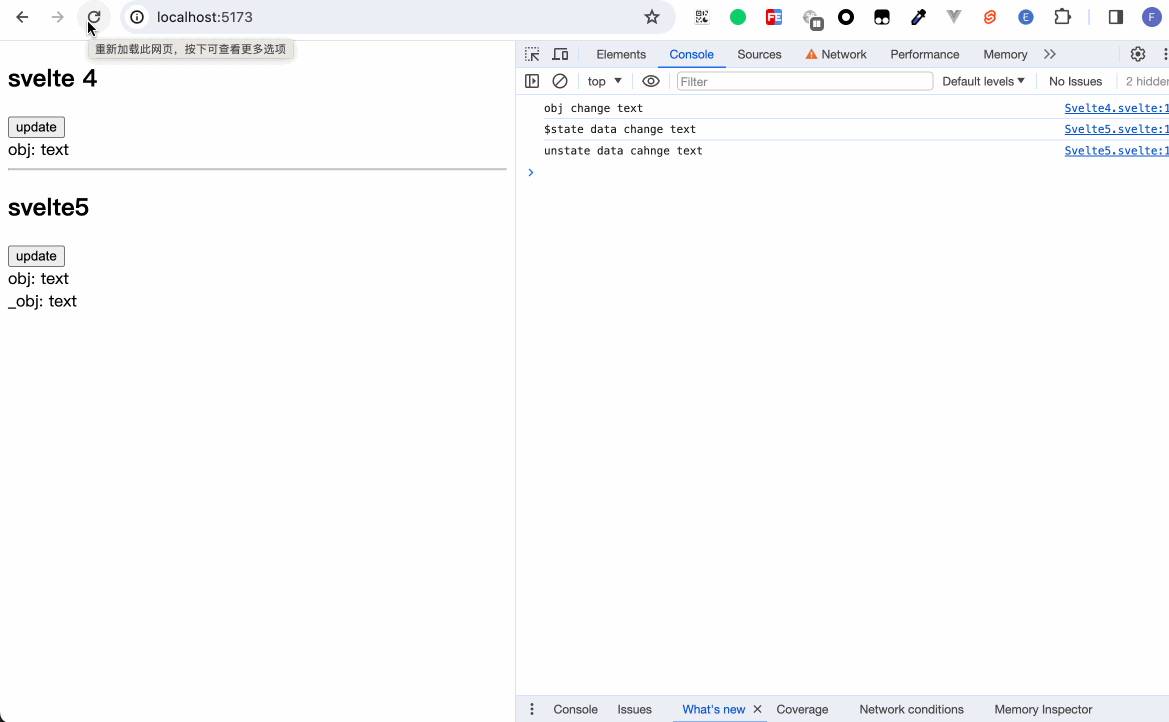 localhost:5173
FE
E
F
重新加载此网页，按下可查看更多选项
svelte 4
update
obj: text
svelte5
update
obj: text
_obj: text
Elements Console Sources Network Performance Memory
top Filter Default levels No Issues 2 hidden
obj change text Svelte4.svelte:1
$state data change text Svelte5.svelte:1
unstate data cahnge text Svelte5.svelte:1
Console Issues What's new Coverage Network conditions Memory Inspector